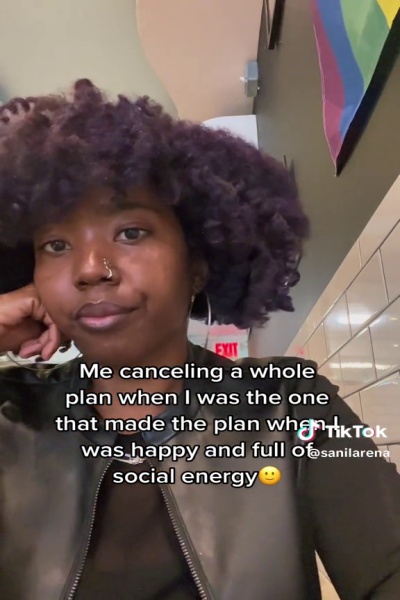 EXIT
Me canceling a whole
plan when I was the one
that made the plan when I
was happy and full of
social energy🙂
TikTok
@sanilarena